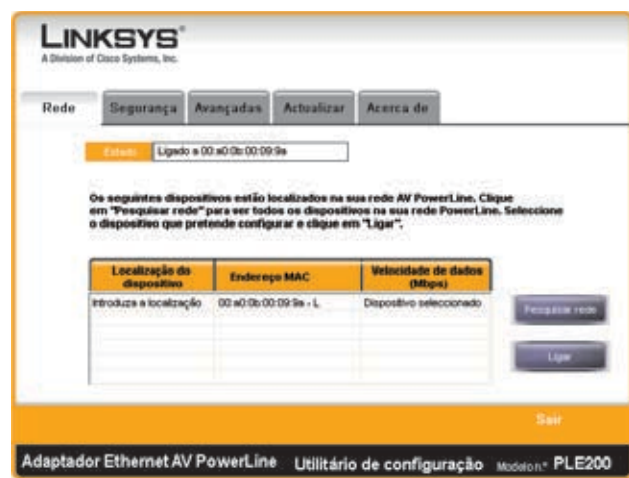 LINKSYS®
A Division of Cisco Systems, Inc.
Rede Segurança Avançadas Actualizar Acerca de
Estado Ligado a 00:a0:0b:00:09:9a
Os seguintes dispositivos estão localizados na sua rede AV PowerLine. Clique
em "Pesquisar rede" para ver todos os dispositivos na sua rede PowerLine. Seleccione
o dispositivo que pretende configurar e clique em "Ligar".
Localização do dispositivo Endereço MAC Velocidade de dados (Mbps)
Introduza a localização 00:a0:0b:00:09:9a - L Dispositivo seleccionado
Pesquisar rede
Ligar
Sair
Adaptador Ethernet AV PowerLine Utilitário de configuração Modelo n.º PLE200